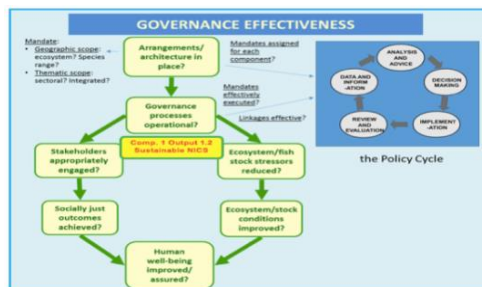 GOVERNANCE EFFECTIVENESS
Mandate:
• Geographic scope:
ecosystem? Species
range?
• Thematic scope:
sectoral? Integrated?
Arrangements/
architecture in
place?
Mandates assigned
for each
component?
Mandates
effectively
executed?
Linkages effective?
Governance
processes
operational?
Comp. 1 Output 1.2
Sustainable NICS
Stakeholders
appropriately
engaged?
Ecosystem/fish
stock stressors
reduced?
Socially just
outcomes
achieved?
Ecosystem/stock
conditions
improved?
Human
well-being
improved/
assured?
ANALYSIS
AND
ADVICE
DATA AND
INFORM
-ATION
DECISION
MAKING
REVIEW
AND
EVALUATION
IMPLEMENT
-ATION
the Policy Cycle